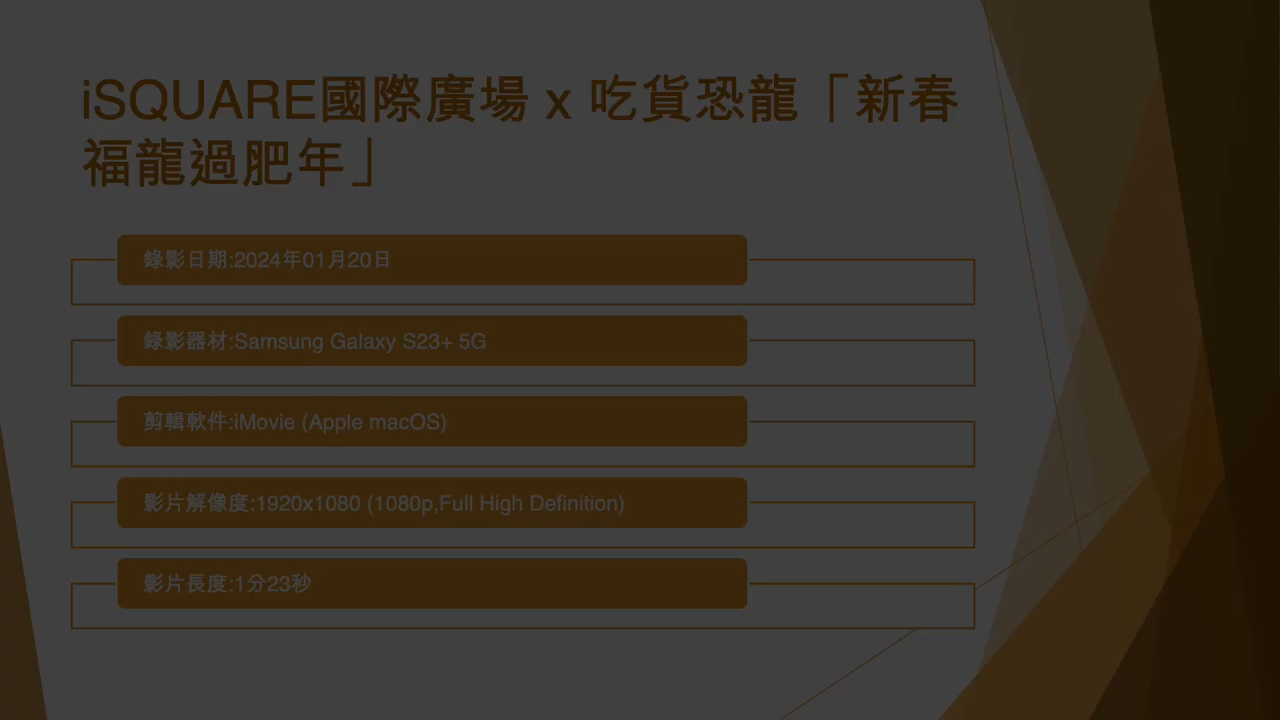 iSQUARE國際廣場 x 吃貨恐龍「新春
福龍過肥年」
錄影日期:2024年01月20日
錄影器材:Samsung Galaxy S23+ 5G
剪輯軟件:iMovie (Apple macOS)
影片解像度:1920x1080 (1080p,Full High Definition)
影片長度:1分23秒